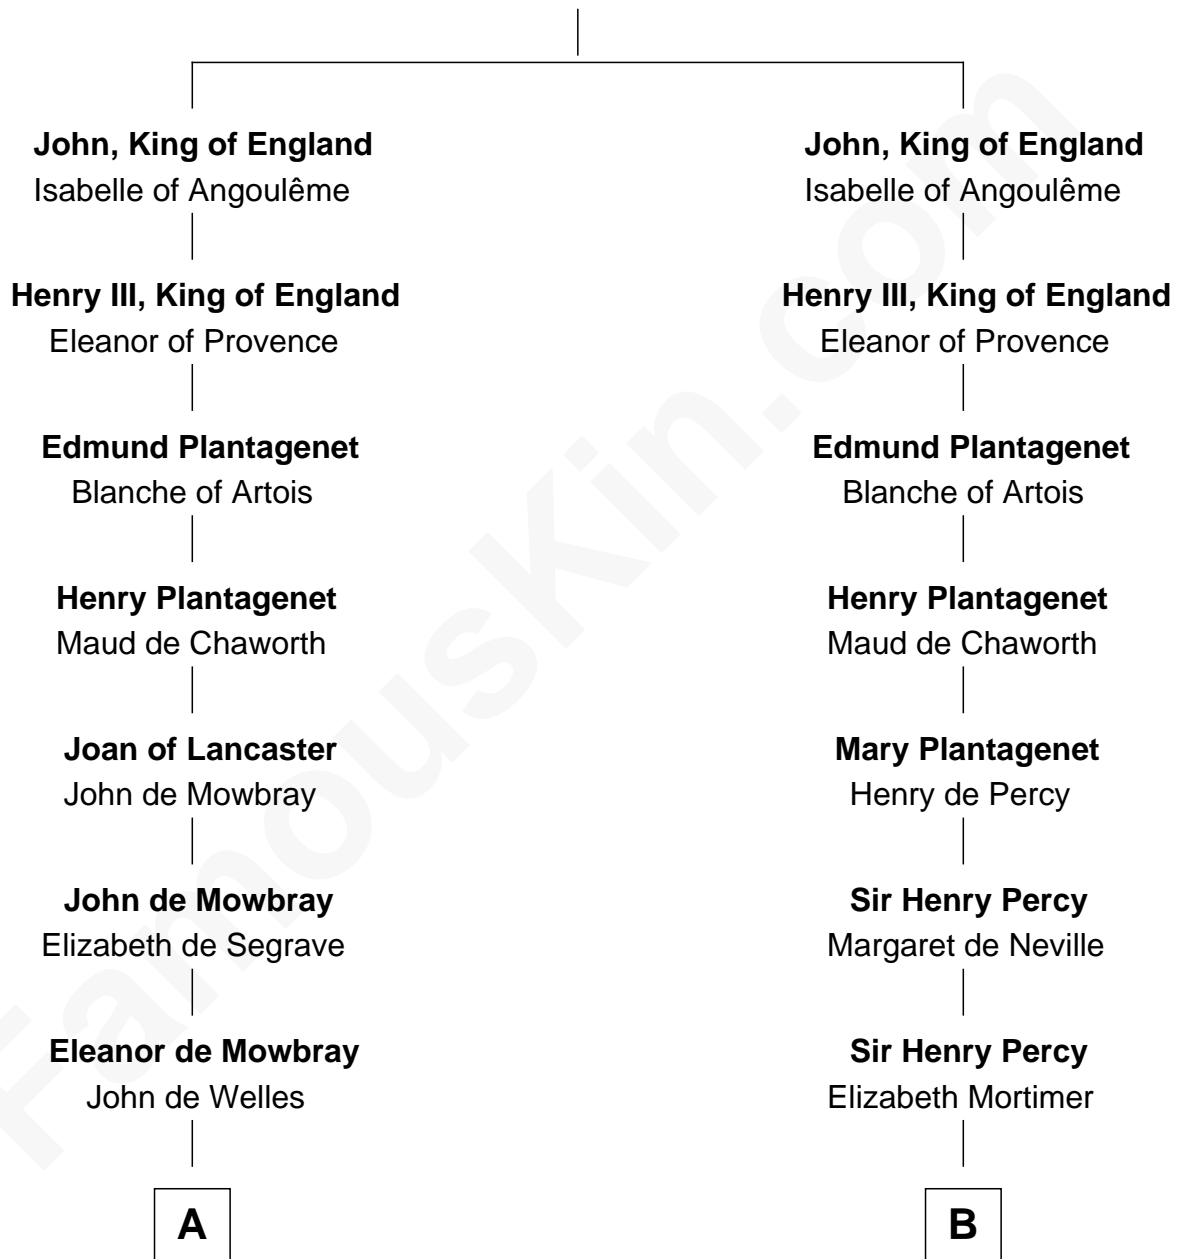 John, King of England
Isabelle of Angoulême
Henry III, King of England
Eleanor of Provence
Edmund Plantagenet
Blanche of Artois
Henry Plantagenet
Maud de Chaworth
Joan of Lancaster
John de Mowbray
John de Mowbray
Elizabeth de Segrave
Eleanor de Mowbray
John de Welles
A
John, King of England
Isabelle of Angoulême
Henry III, King of England
Eleanor of Provence
Edmund Plantagenet
Blanche of Artois
Henry Plantagenet
Maud de Chaworth
Mary Plantagenet
Henry de Percy
Sir Henry Percy
Margaret de Neville
Sir Henry Percy
Elizabeth Mortimer
B
FamousKin.com